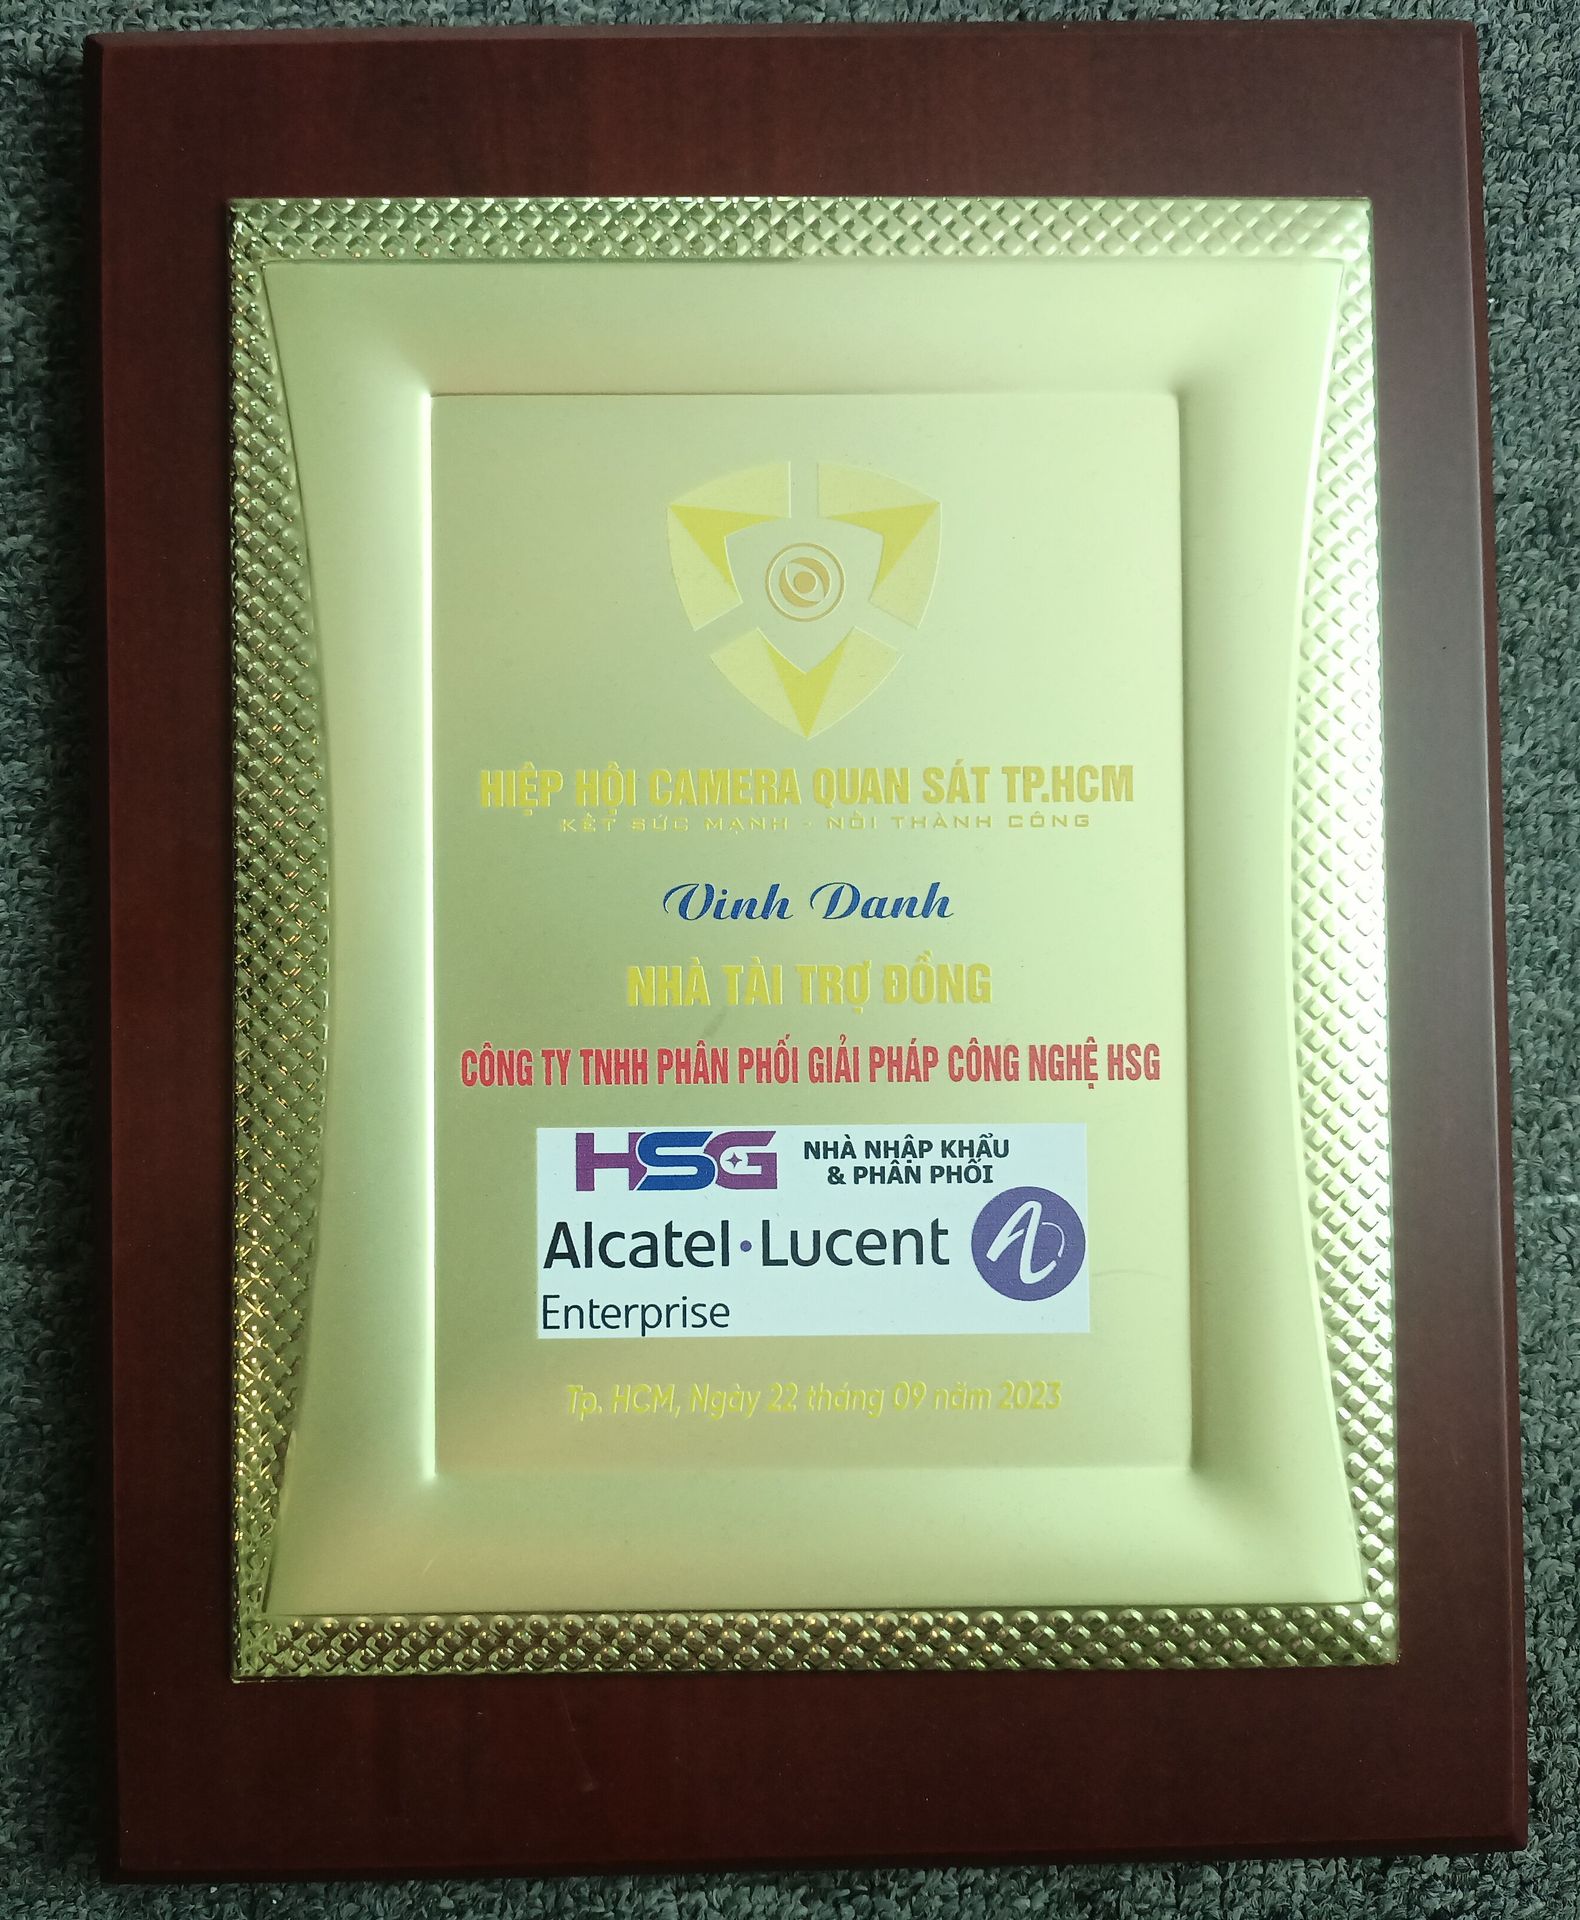 HIỆP HỘI CAMERA QUAN SÁT TP.HCM
KẾT SỨC MẠNH - NỐI THÀNH CÔNG
Vinh Danh
NHÀ TÀI TRỢ ĐỒNG
CÔNG TY TNHH PHÂN PHỐI GIẢI PHÁP CÔNG NGHỆ HSG
HSG NHÀ NHẬP KHẨU
& PHÂN PHỐI
Alcatel·Lucent
Enterprise
Tp. HCM, Ngày 22 tháng 09 năm 2023